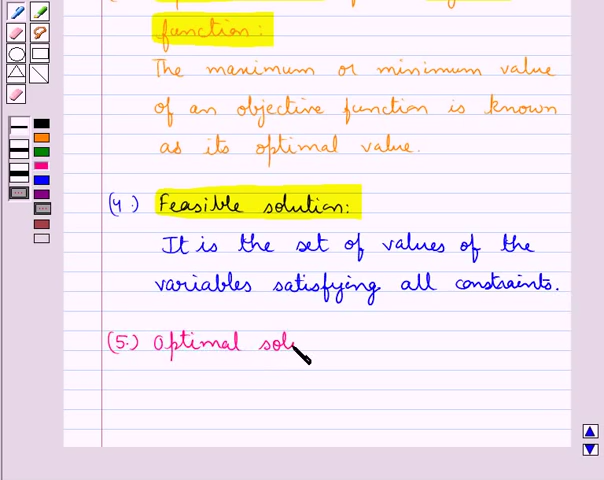 function:
The maximum or minimum value
of an objective function is known
as its optimal value.
(4.) Feasible solution:
It is the set of values of the
variables satisfying all constraints.
(5.) Optimal sol